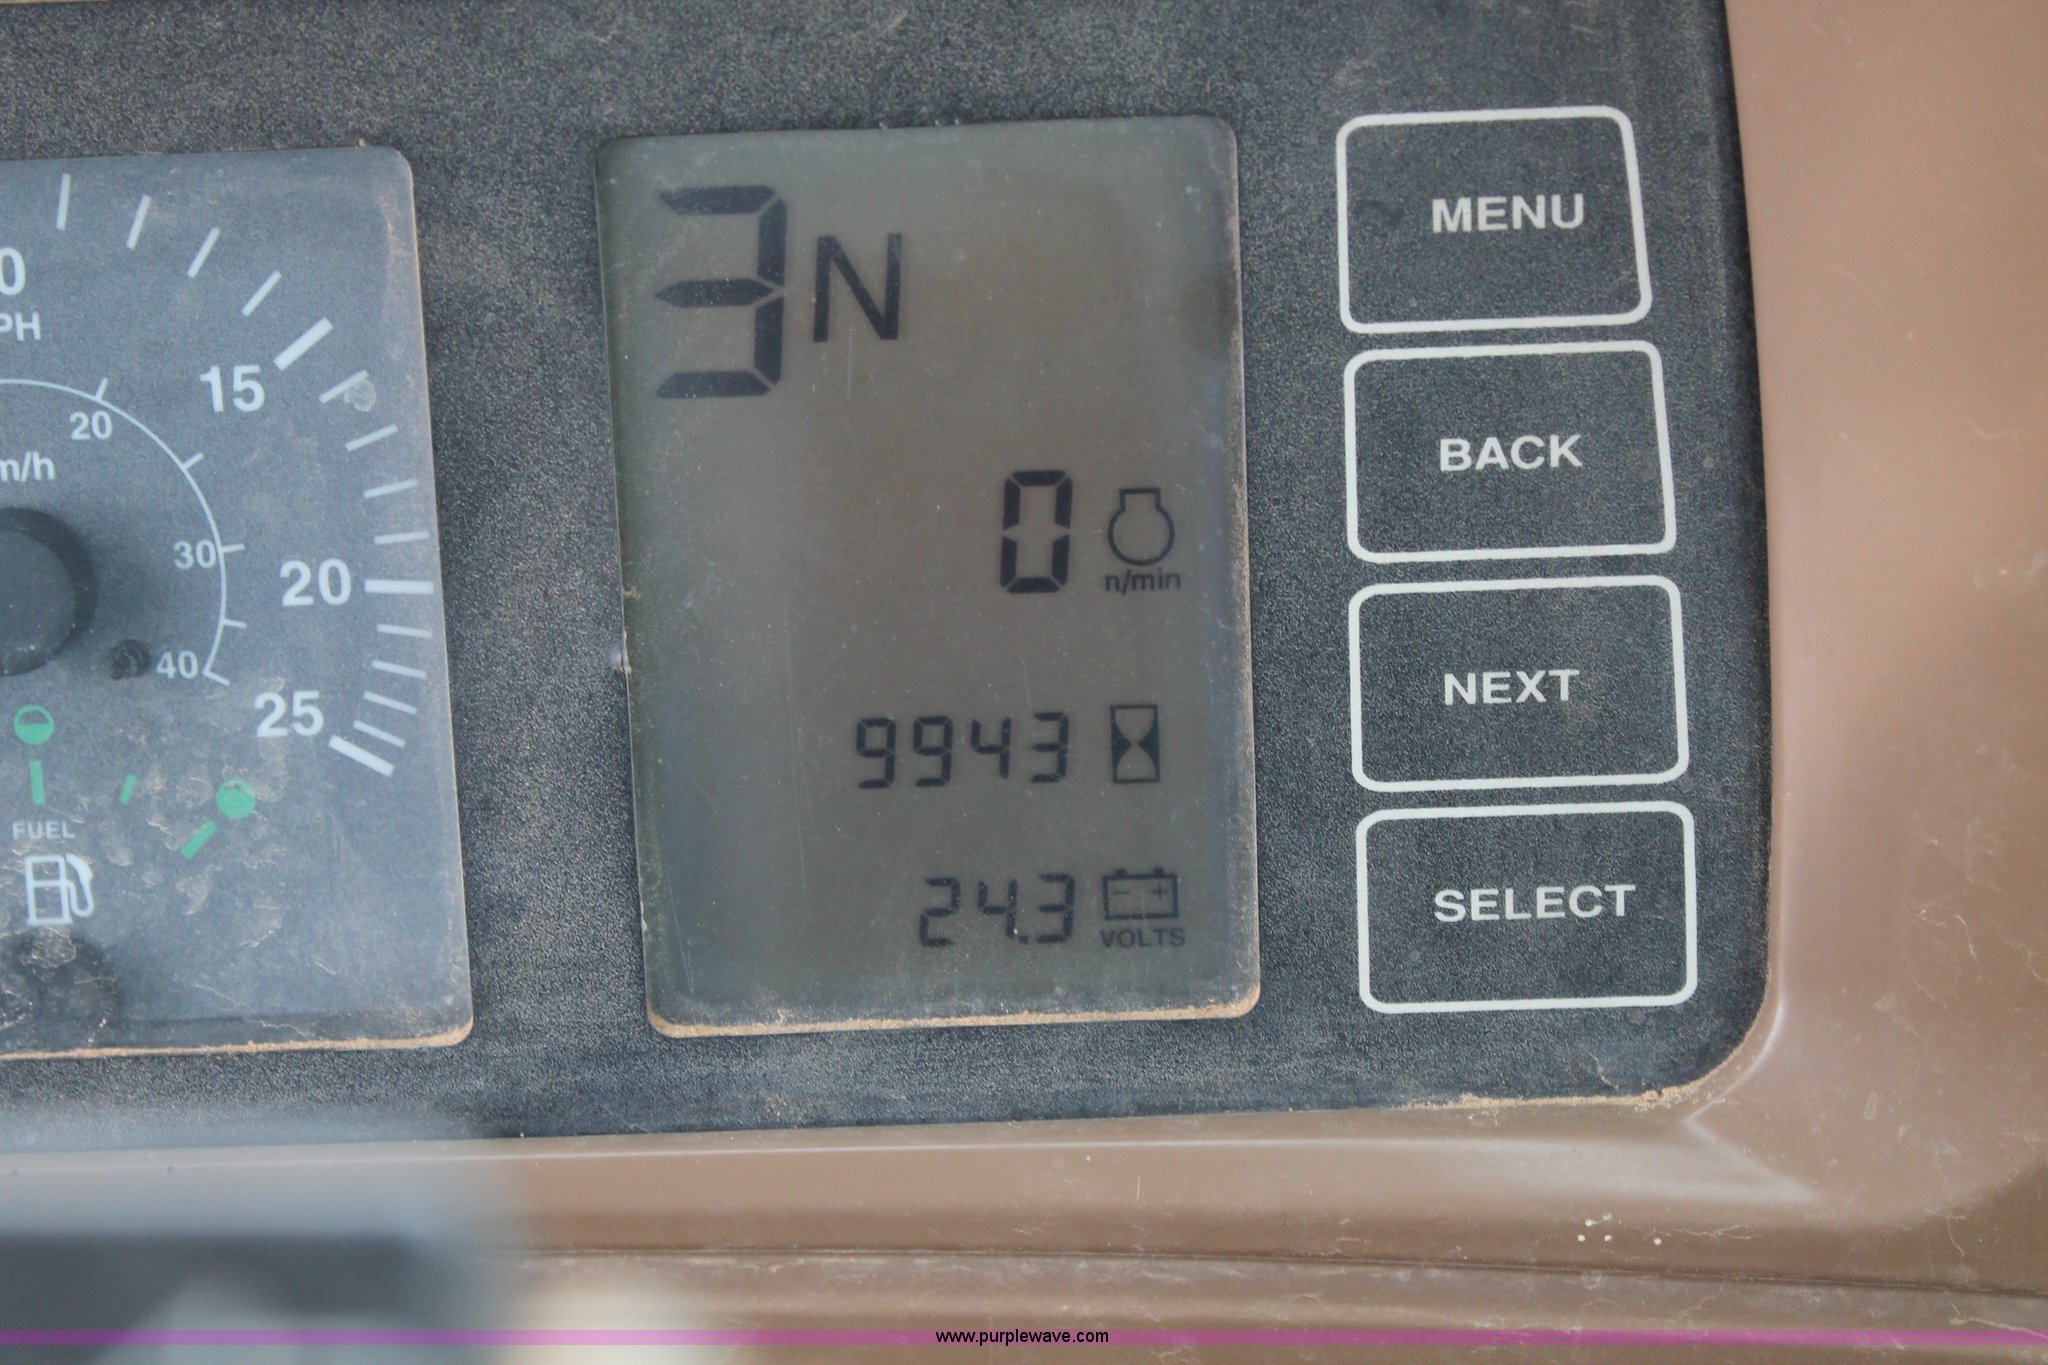 0
PH
15
20
m/h
30
20
40
25
FUEL
3 N
0
n/min
9943
24.3
- +
VOLTS
MENU
BACK
NEXT
SELECT
www.purplewave.com